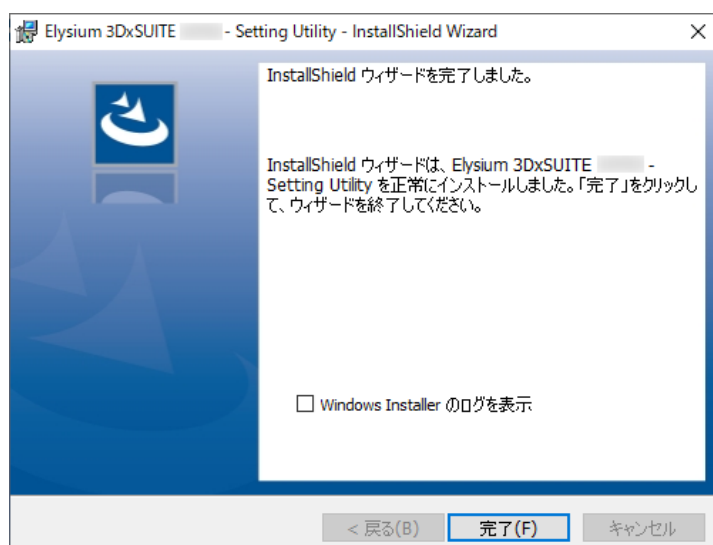 Elysium 3DxSUITE - Setting Utility - InstallShield Wizard
InstallShield ウィザードを完了しました。
InstallShield ウィザードは、Elysium 3DxSUITE -
Setting Utility を正常にインストールしました。「完了」をクリックし
て、ウィザードを終了してください。
Windows Installer のログを表示
< 戻る(B) 完了(F) キャンセル